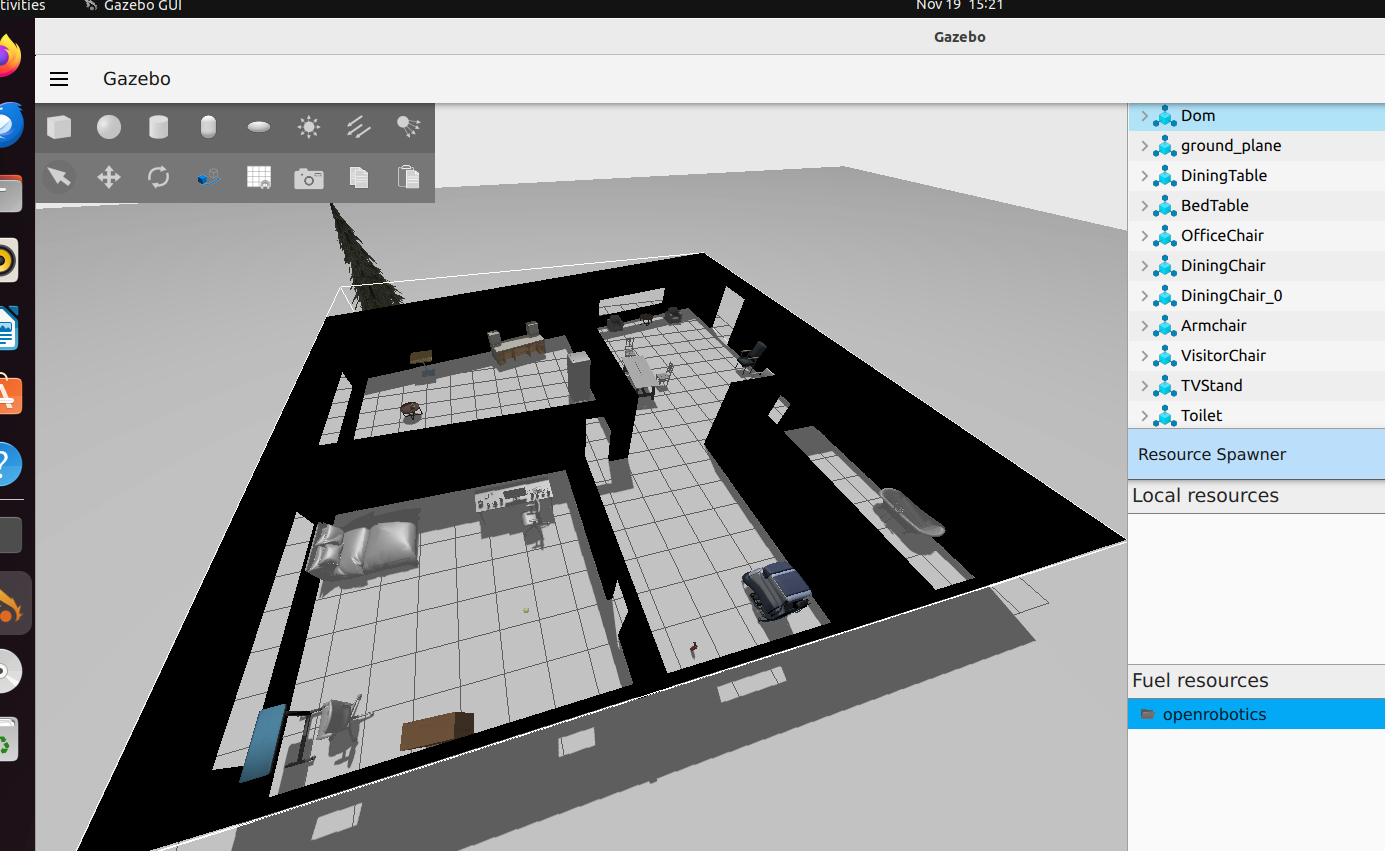 tivities
Gazebo GUI
Nov 19 15:21
Gazebo
Gazebo
Dom
ground_plane
DiningTable
BedTable
OfficeChair
DiningChair
DiningChair_0
Armchair
VisitorChair
TVStand
Toilet
Resource Spawner
Local resources
Fuel resources
openrobotics